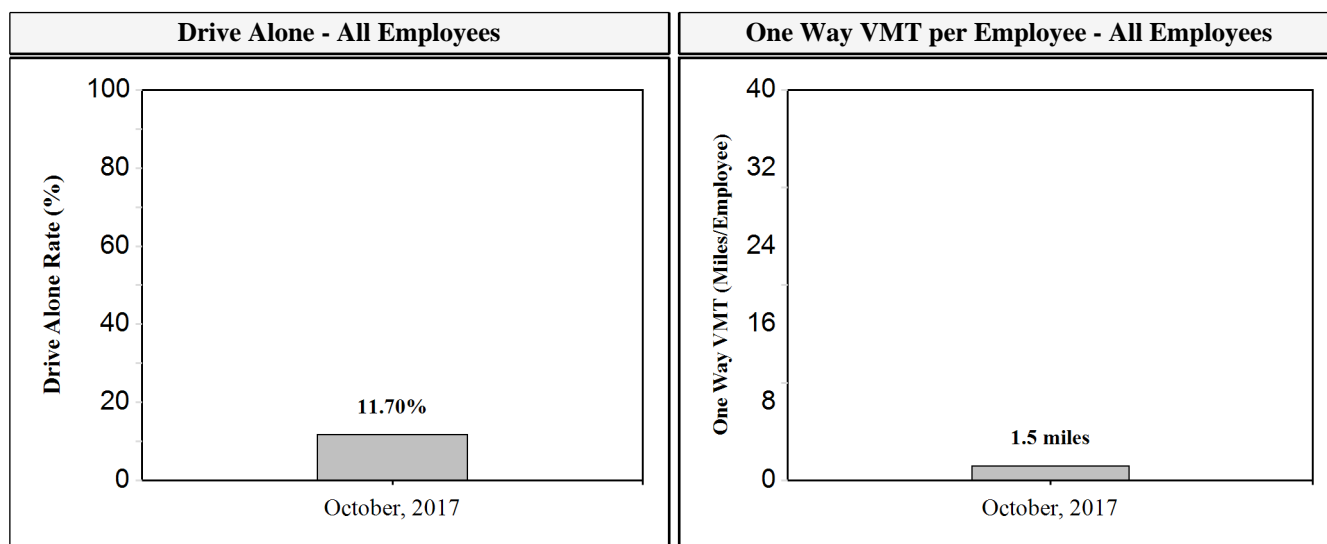 Drive Alone - All Employees
Drive Alone Rate (%)
100
80
60
40
20
0
11.70%
October, 2017
One Way VMT per Employee - All Employees
One Way VMT (Miles/Employee)
40
32
24
16
8
0
1.5 miles
October, 2017